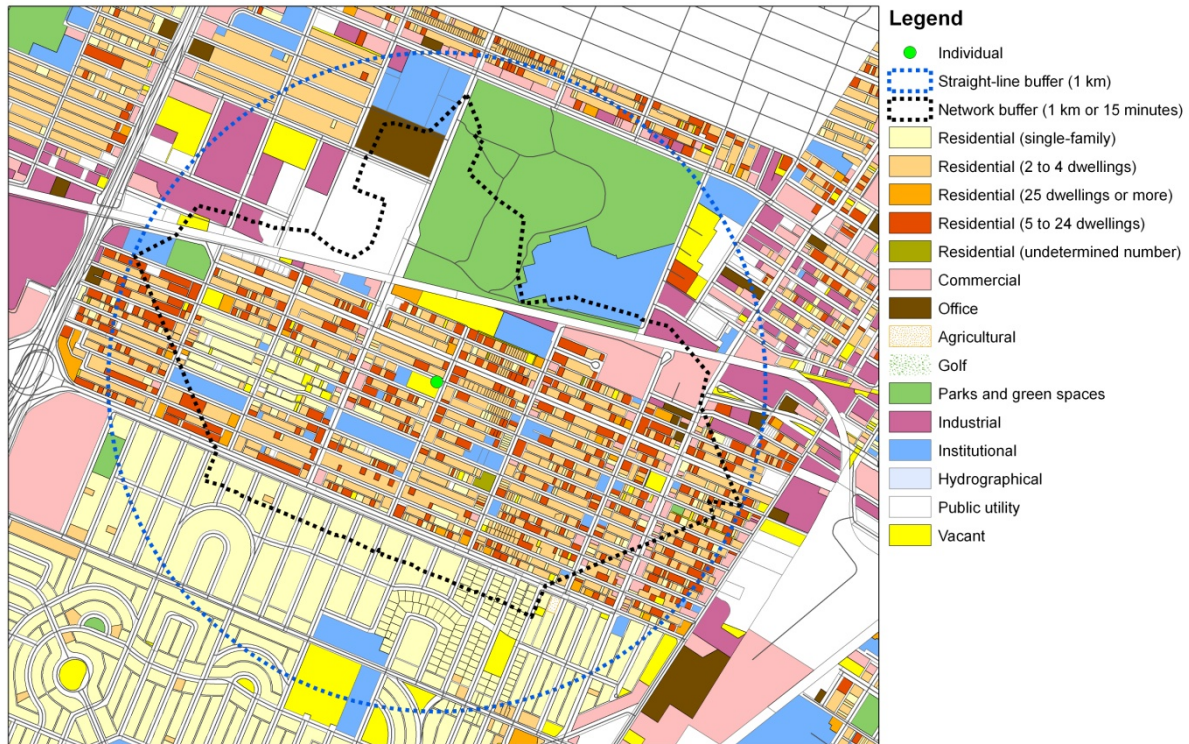 Legend
Individual
Straight-line buffer (1 km)
Network buffer (1 km or 15 minutes)
Residential (single-family)
Residential (2 to 4 dwellings)
Residential (25 dwellings or more)
Residential (5 to 24 dwellings)
Residential (undetermined number)
Commercial
Office
Agricultural
Golf
Parks and green spaces
Industrial
Institutional
Hydrographical
Public utility
Vacant